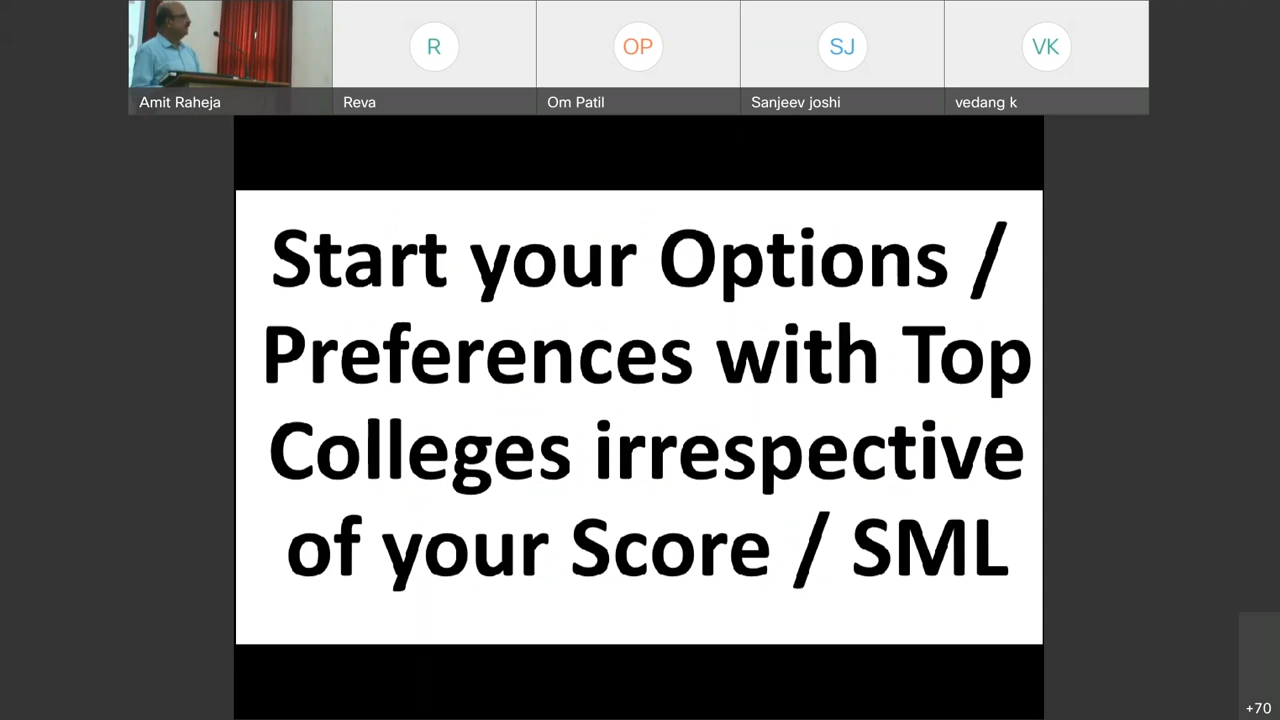 R
OP
SJ
VK
Amit Raheja
Reva
Om Patil
Sanjeev joshi
vedang k
Start your Options /
Preferences with Top
Colleges irrespective
of your Score / SML
+70